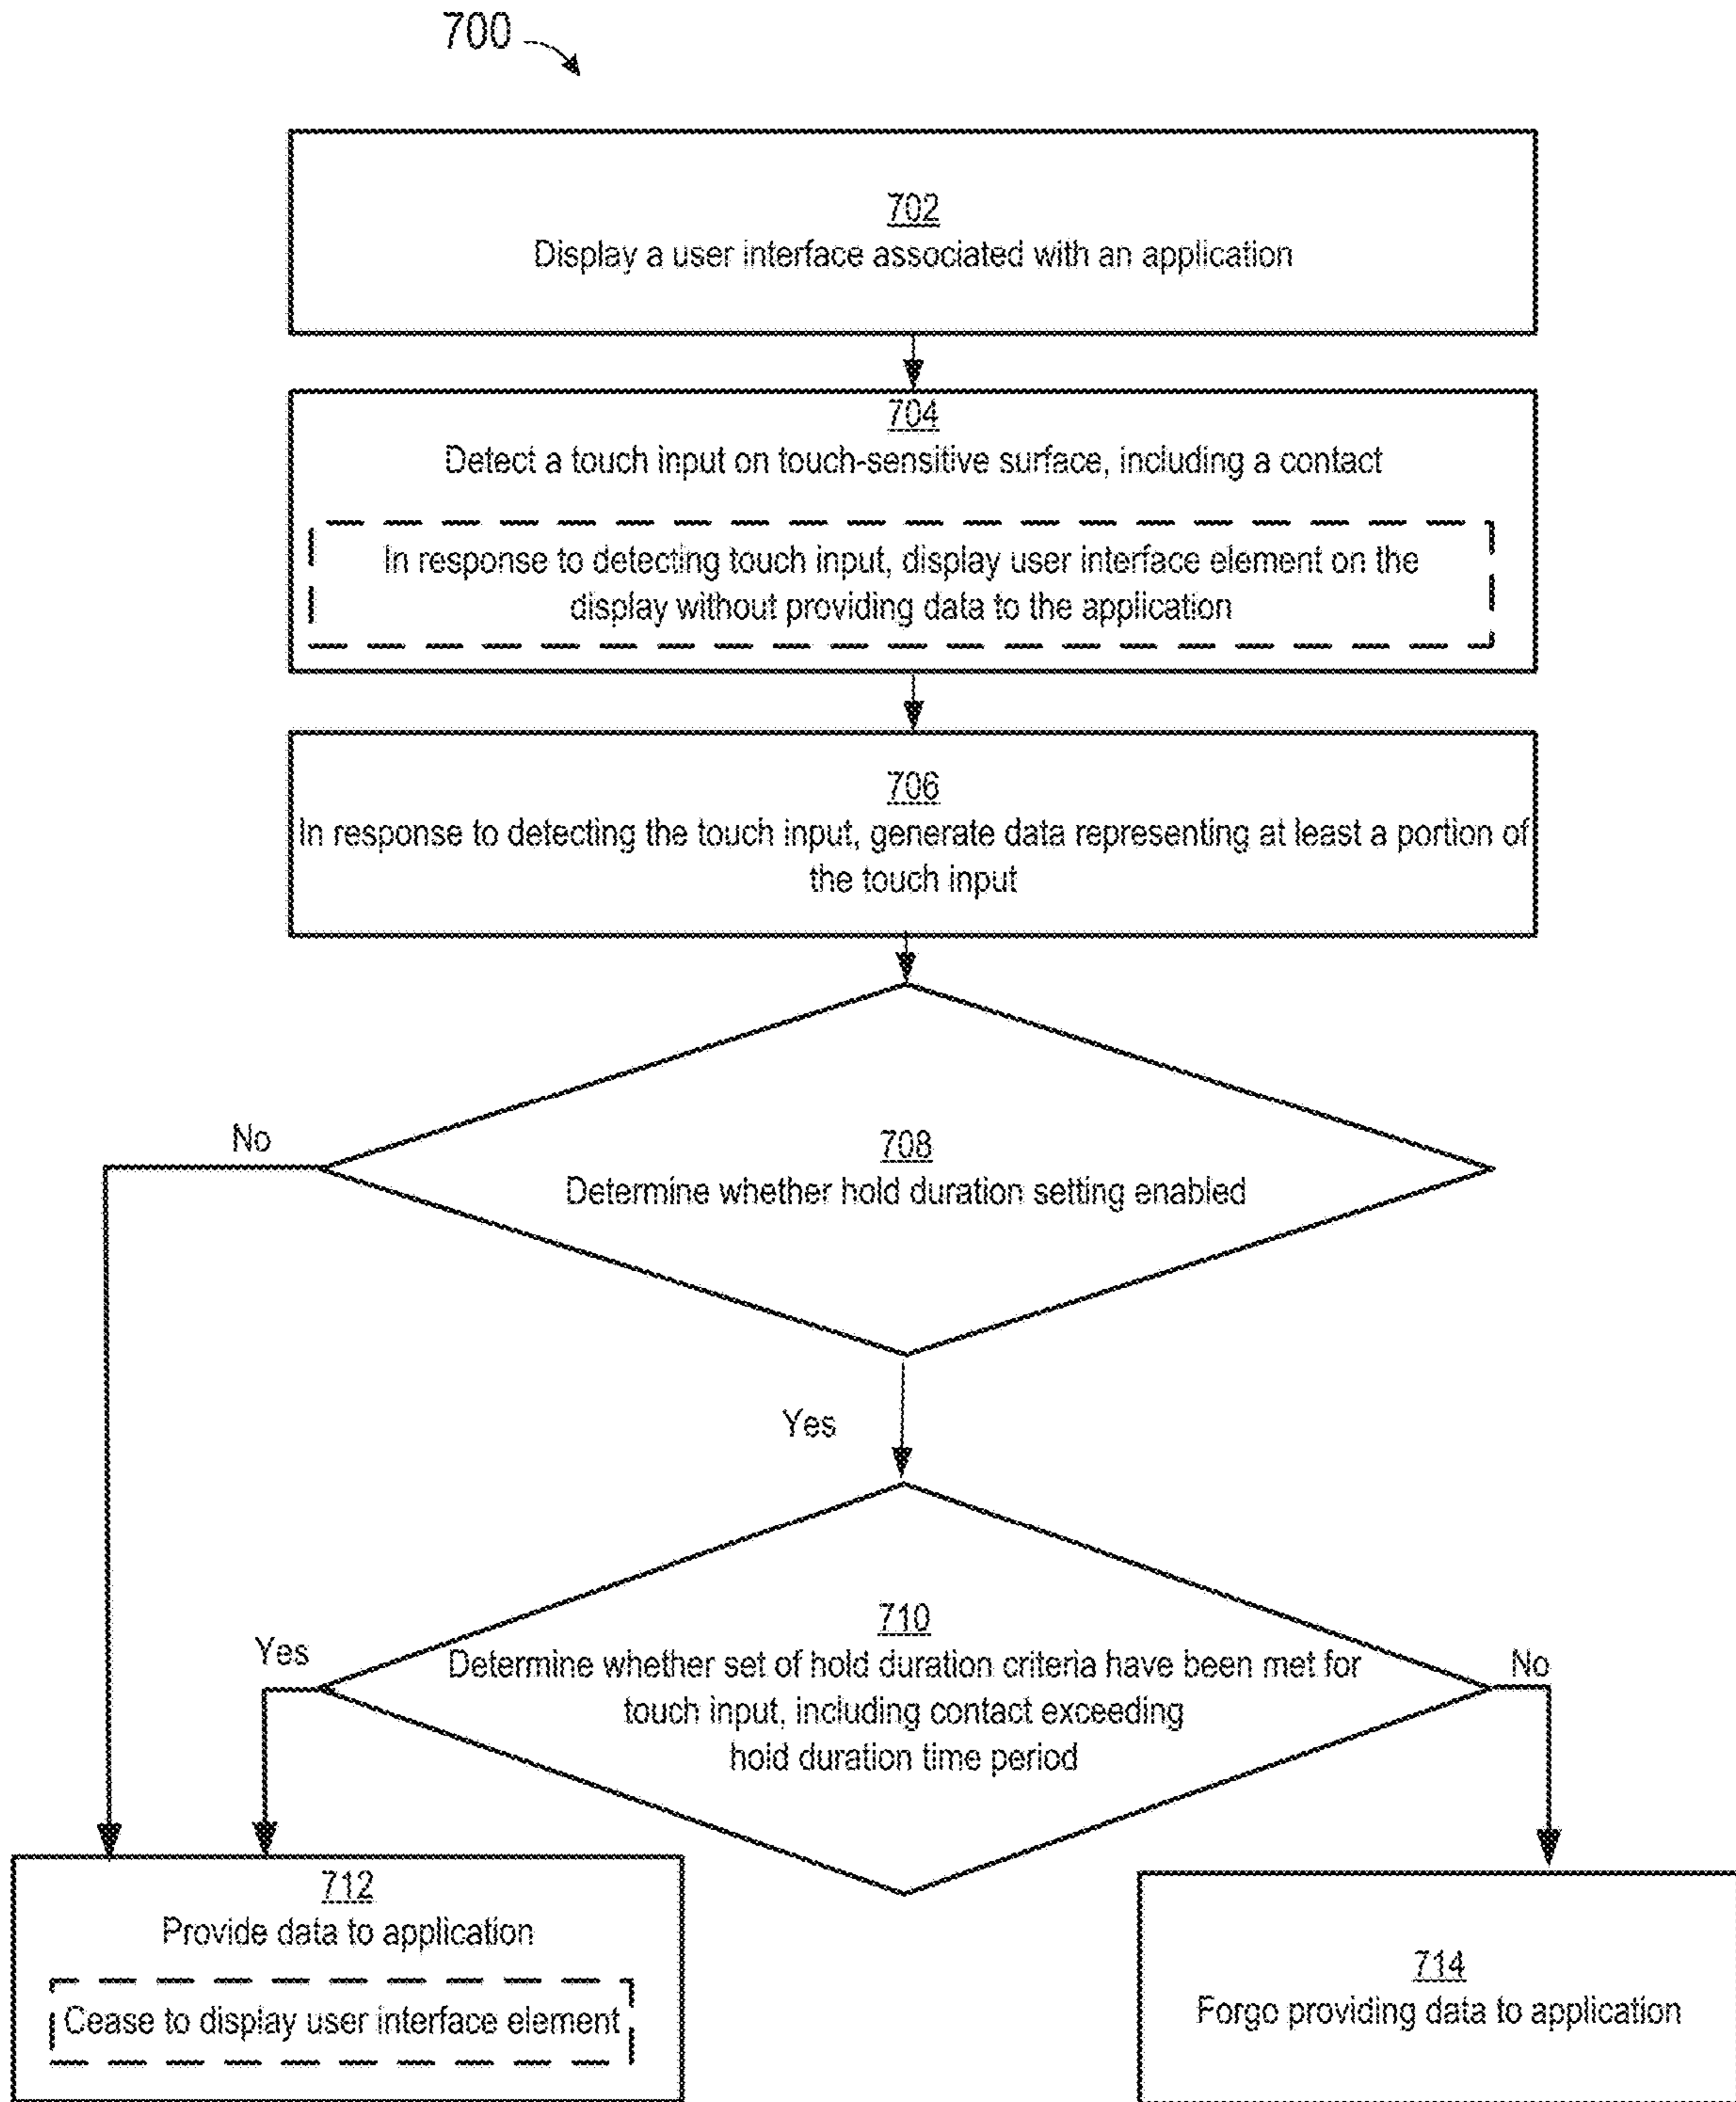 700
702
Display a user interface associated with an application
704
Detect a touch input on touch-sensitive surface, including a contact
In response to detecting touch input, display user interface element on the
display without providing data to the application
706
In response to detecting the touch input, generate data representing at least a portion of
the touch input
708
Determine whether hold duration setting enabled
No
Yes
710
Determine whether set of hold duration criteria have been met for
touch input, including contact exceeding
hold duration time period
Yes
No
712
Provide data to application
Cease to display user interface element
714
Forgo providing data to application